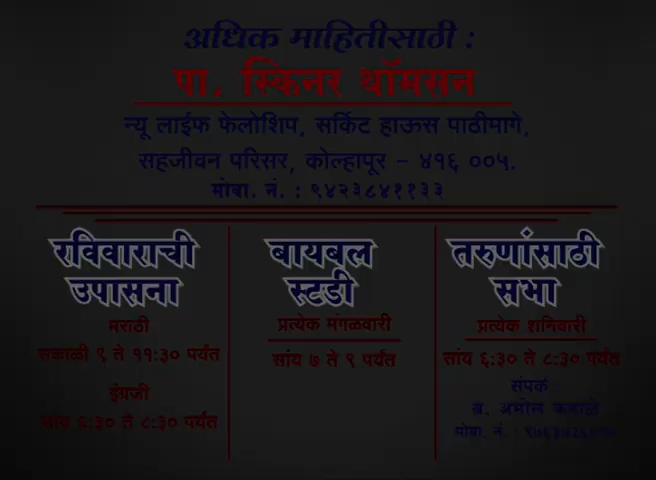 अधिक माहितीसाठी :
पा. स्किनर थॉमसन
न्यू लाईफ फेलोशिप, सर्किट हाऊस पाठीमागे,
सहजीवन परिसर, कोल्हापूर – ४१६ ००५.
मोबा. नं. : ९४२३८४११३३
रविवाराची
उपासना
मराठी
सकाळी ९ ते ११:३० पर्यंत
इंग्रजी
सांय ६:३० ते ८:३० पर्यंत
बायबल
स्टडी
प्रत्येक मंगळवारी
सांय ७ ते ९ पर्यंत
तरुणांसाठी
सभा
प्रत्येक शनिवारी
सांय ६:३० ते ८:३० पर्यंत
संपर्क
ब्र. अमोल
मोबा. नं. :